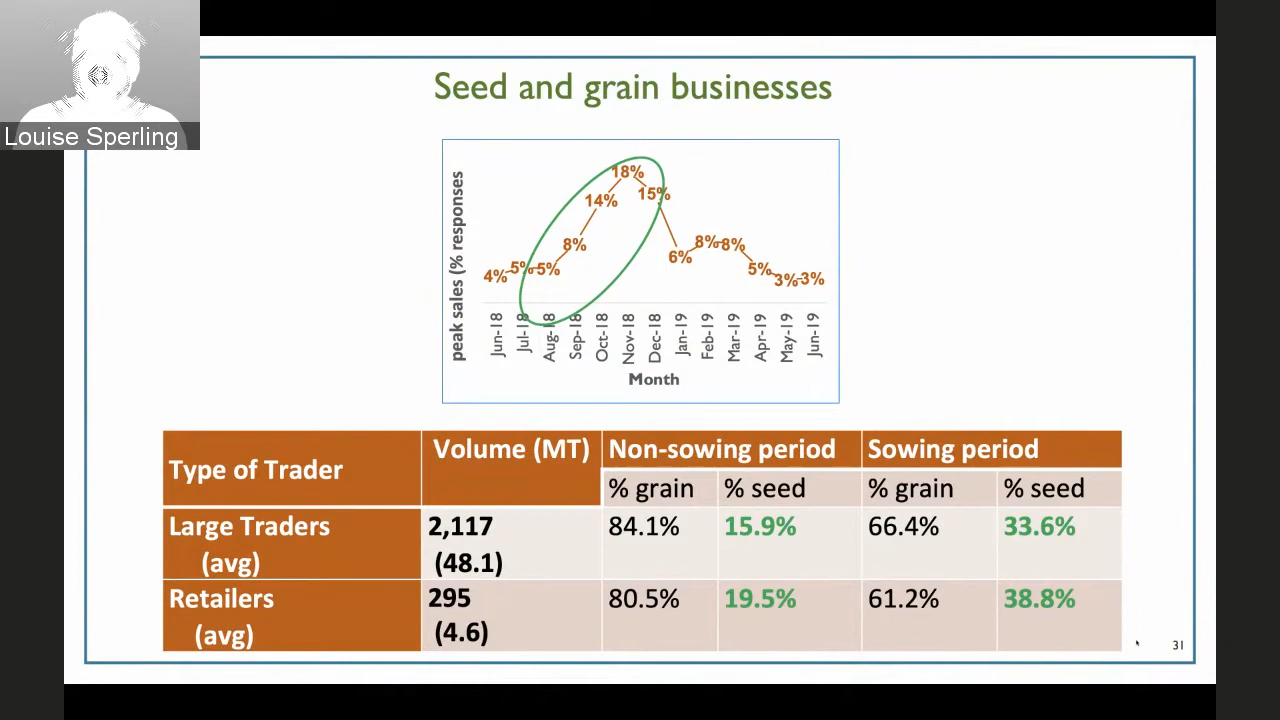 Louise Sperling
Seed and grain businesses
peak sales (% responses
4% 5% 5% 8% 14% 18% 15% 6% 8% 8% 5% 3% 3%
Jun-18 Jul-18 Aug-18 Sep-18 Oct-18 Nov-18 Dec-18 Jan-19 Feb-19 Mar-19 Apr-19 May-19 Jun-19
Month
Type of Trader Volume (MT) Non-sowing period Sowing period
% grain % seed % grain % seed
Large Traders 2,117 84.1% 15.9% 66.4% 33.6%
(avg) (48.1)
Retailers 295 80.5% 19.5% 61.2% 38.8%
(avg) (4.6)
31